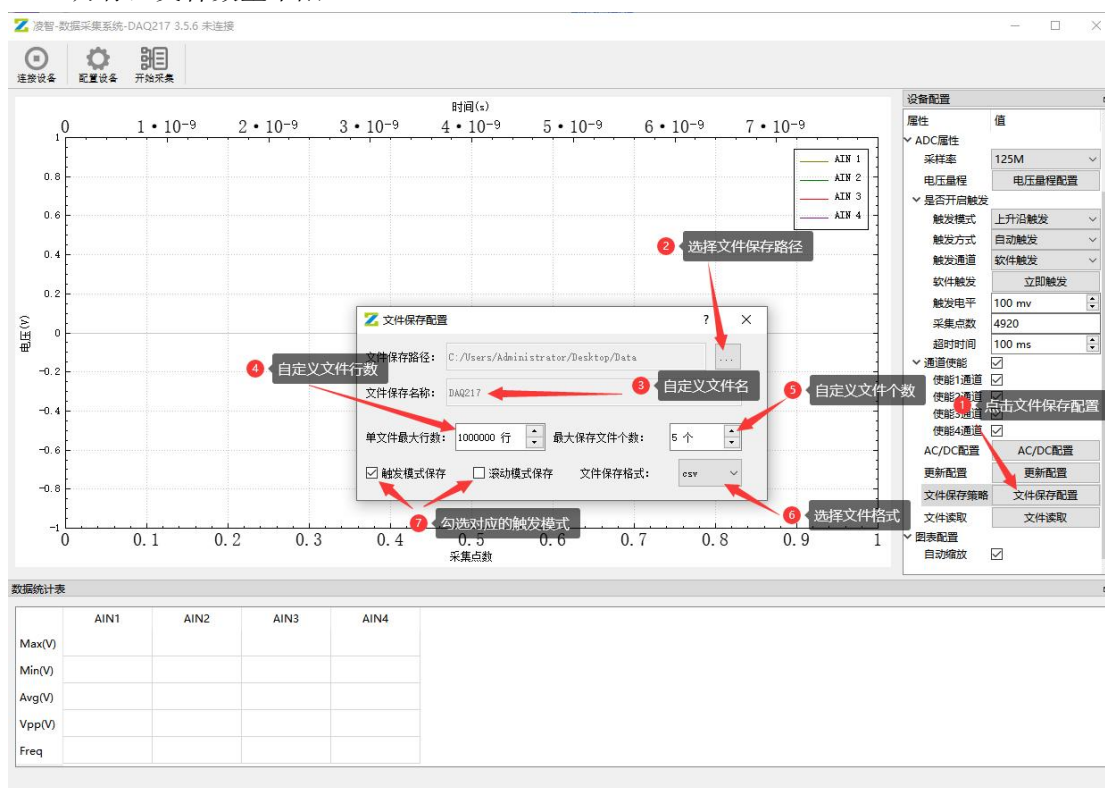 凌智-数据采集系统-DAQ217 3.5.6 未连接
连接设备 配置设备 开始采集
时间(s)
0 1・10-9 2・10-9 3・10-9 4・10-9 5・10-9 6・10-9 7・10-9
1
0.8
0.6
0.4
0.2
0
-0.2
-0.4
-0.6
-0.8
-1
电压(V)
0 0.1 0.2 0.3 0.4 0.5 0.6 0.7 0.8 0.9 1
采集点数
AIN 1
AIN 2
AIN 3
AIN 4
2 选择文件保存路径
文件保存配置 ? ×
文件保存路径: C:/Users/Administrator/Desktop/Data ...
4 自定义文件行数
文件保存名称: DAQ217
3 自定义文件名
5 自定义文件个数
单文件最大行数: 1000000 行 最大保存文件个数: 5 个
触发模式保存 滚动模式保存 文件保存格式: csv
7 勾选对应的触发模式
6 选择文件格式
设备配置
属性 值
ADC属性
采样率 125M
电压量程 电压量程配置
是否开启触发
触发模式 上升沿触发
触发方式 自动触发
触发通道 软件触发
软件触发 立即触发
触发电平 100 mv
采集点数 4920
超时时间 100 ms
通道使能
使能1通道
使能2通道
使能3通道
1 点击文件保存配置
使能4通道
AC/DC配置 AC/DC配置
更新配置 更新配置
文件保存策略 文件保存配置
文件读取 文件读取
图表配置
自动缩放
数据统计表
AIN1 AIN2 AIN3 AIN4
Max(V)
Min(V)
Avg(V)
Vpp(V)
Freq